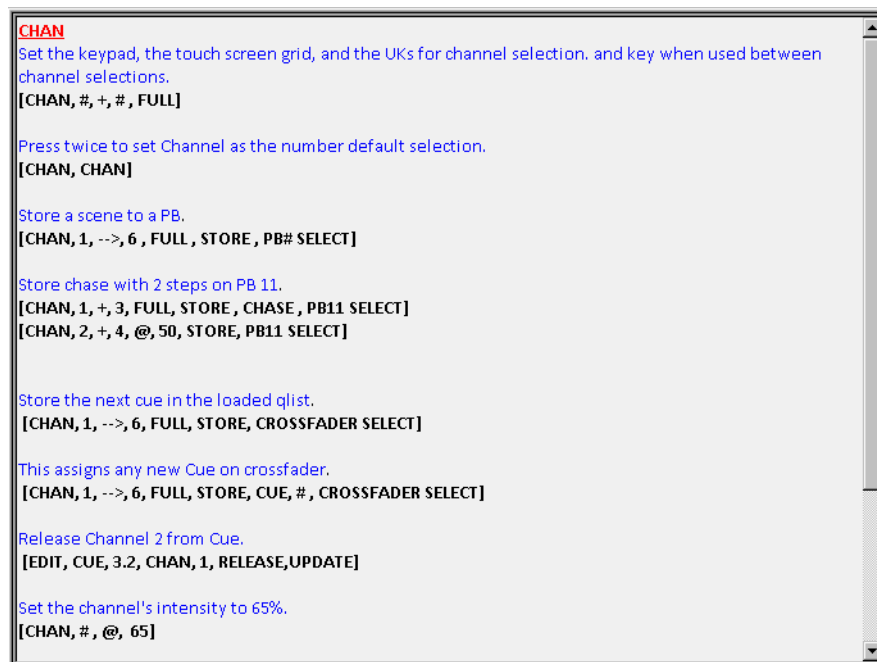 CHAN
Set the keypad, the touch screen grid, and the UKs for channel selection. and key when used between
channel selections.
[CHAN, #, +, # , FULL]
Press twice to set Channel as the number default selection.
[CHAN, CHAN]
Store a scene to a PB.
[CHAN, 1, -->, 6 , FULL , STORE , PB# SELECT]
Store chase with 2 steps on PB 11.
[CHAN, 1, +, 3, FULL, STORE , CHASE , PB11 SELECT]
[CHAN, 2, +, 4, @, 50, STORE, PB11 SELECT]
Store the next cue in the loaded qlist.
[CHAN, 1, -->, 6, FULL, STORE, CROSSFADER SELECT]
This assigns any new Cue on crossfader.
[CHAN, 1, -->, 6, FULL, STORE, CUE, # , CROSSFADER SELECT]
Release Channel 2 from Cue.
[EDIT, CUE, 3.2, CHAN, 1, RELEASE,UPDATE]
Set the channel's intensity to 65%.
[CHAN, # , @, 65]